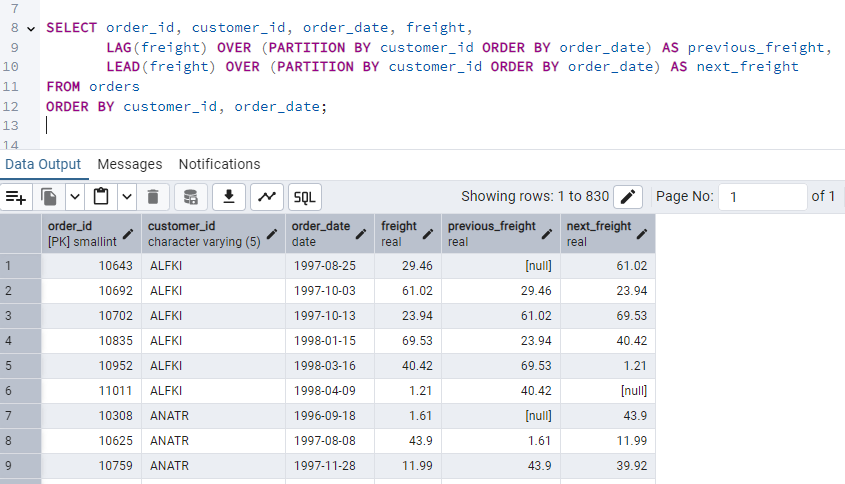 7
8 SELECT order_id, customer_id, order_date, freight,
9 LAG(freight) OVER (PARTITION BY customer_id ORDER BY order_date) AS previous_freight,
10 LEAD(freight) OVER (PARTITION BY customer_id ORDER BY order_date) AS next_freight
11 FROM orders
12 ORDER BY customer_id, order_date;
13
14
Data Output Messages Notifications
SQL Showing rows: 1 to 830 Page No: 1 of 1
order_id customer_id order_date freight previous_freight next_freight
[PK] smallint character varying (5) date real real real
1 10643 ALFKI 1997-08-25 29.46 [null] 61.02
2 10692 ALFKI 1997-10-03 61.02 29.46 23.94
3 10702 ALFKI 1997-10-13 23.94 61.02 69.53
4 10835 ALFKI 1998-01-15 69.53 23.94 40.42
5 10952 ALFKI 1998-03-16 40.42 69.53 1.21
6 11011 ALFKI 1998-04-09 1.21 40.42 [null]
7 10308 ANATR 1996-09-18 1.61 [null] 43.9
8 10625 ANATR 1997-08-08 43.9 1.61 11.99
9 10759 ANATR 1997-11-28 11.99 43.9 39.92